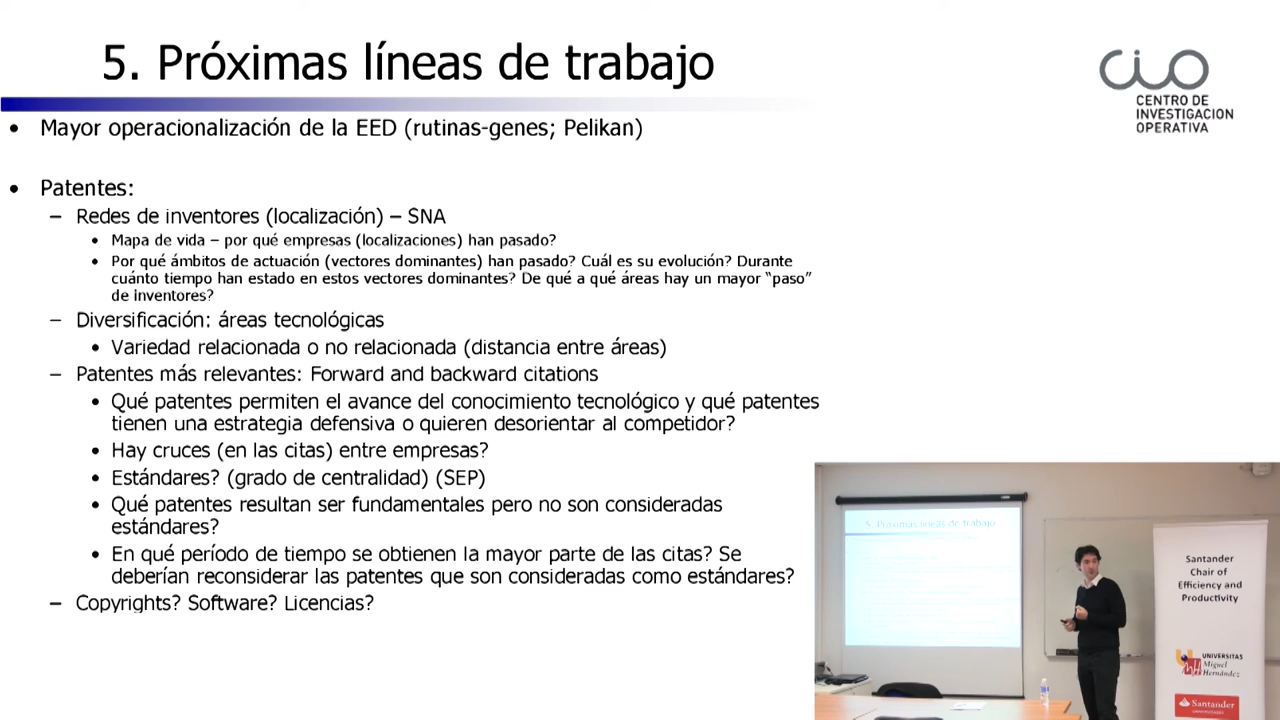 5. Próximas líneas de trabajo
CIO
CENTRO DE
INVESTIGACION
OPERATIVA
• Mayor operacionalización de la EED (rutinas-genes; Pelikan)
• Patentes:
– Redes de inventores (localización) – SNA
• Mapa de vida – por qué empresas (localizaciones) han pasado?
• Por qué ámbitos de actuación (vectores dominantes) han pasado? Cuál es su evolución? Durante
cuánto tiempo han estado en estos vectores dominantes? De qué a qué áreas hay un mayor “paso”
de inventores?
– Diversificación: áreas tecnológicas
• Variedad relacionada o no relacionada (distancia entre áreas)
– Patentes más relevantes: Forward and backward citations
• Qué patentes permiten el avance del conocimiento tecnológico y qué patentes
tienen una estrategia defensiva o quieren desorientar al competidor?
• Hay cruces (en las citas) entre empresas?
• Estándares? (grado de centralidad) (SEP)
• Qué patentes resultan ser fundamentales pero no son consideradas
estándares?
• En qué período de tiempo se obtienen la mayor parte de las citas? Se
deberían reconsiderar las patentes que son consideradas como estándares?
– Copyrights? Software? Licencias?
5. Próximas líneas de trabajo
Santander
Chair of
Efficiency and
Productivity
UNIVERSITAS
Miguel
Hernández
Santander